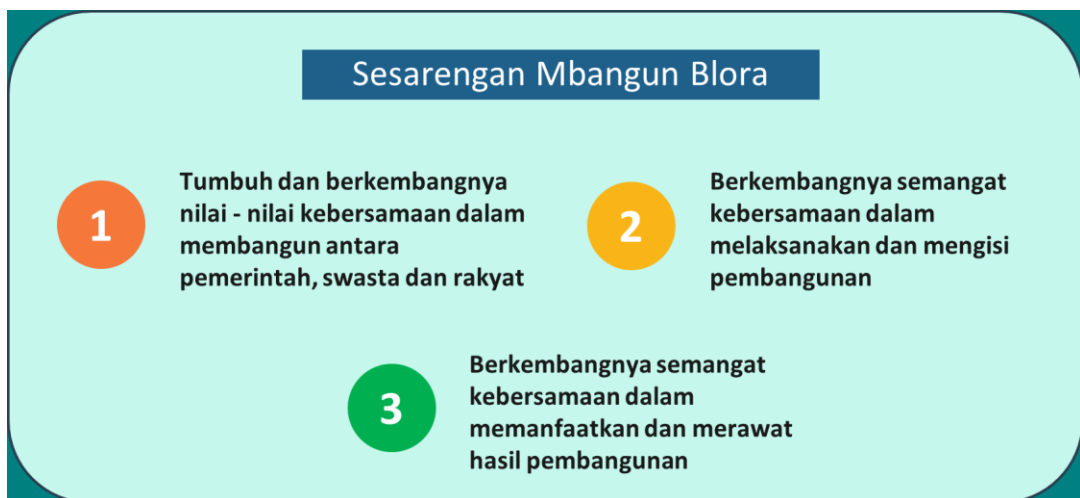 Sesarengan Mbangun Blora
1
Tumbuh dan berkembangnya
nilai - nilai kebersamaan dalam
membangun antara
pemerintah, swasta dan rakyat
2
Berkembangnya semangat
kebersamaan dalam
melaksanakan dan mengisi
pembangunan
3
Berkembangnya semangat
kebersamaan dalam
memanfaatkan dan merawat
hasil pembangunan